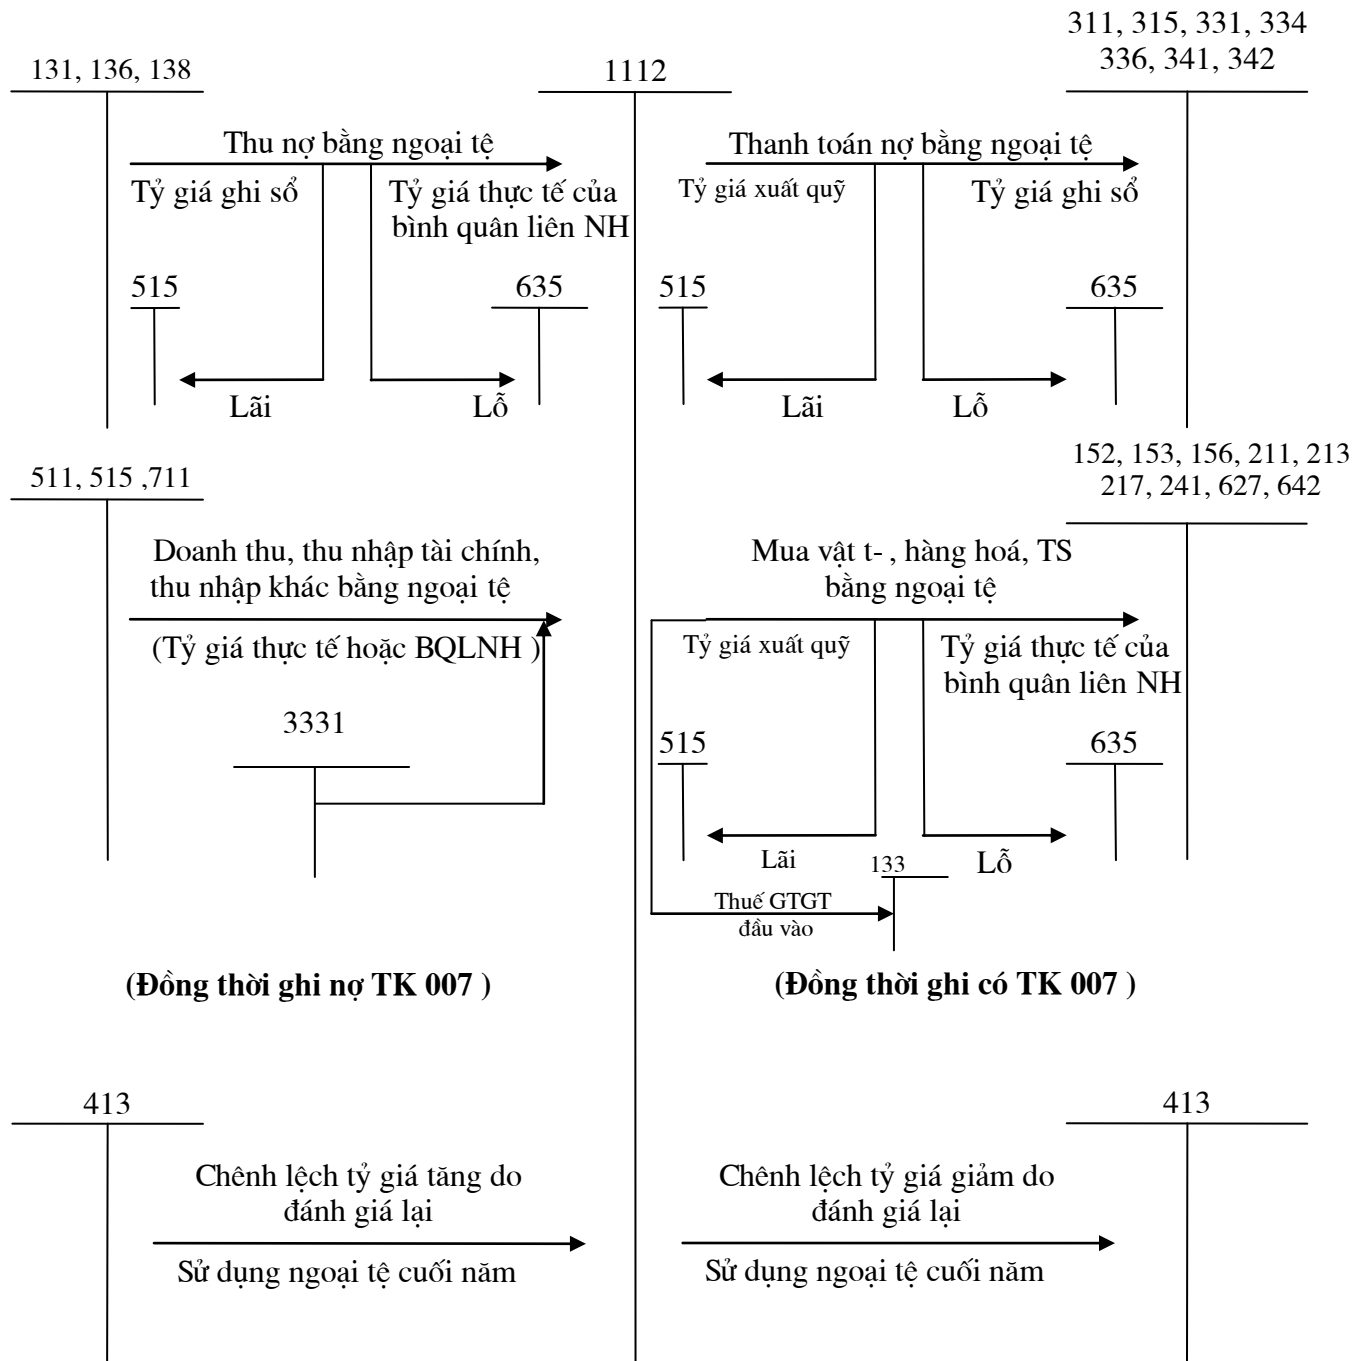 311, 315, 331, 334
336, 341, 342
131, 136, 138
1112
Thu nợ bằng ngoại tệ
Tỷ giá ghi sổ
Tỷ giá thực tế của
bình quân liên NH
515
635
Lãi
Lỗ
Thanh toán nợ bằng ngoại tệ
Tỷ giá xuất quỹ
Tỷ giá ghi sổ
515
635
Lãi
Lỗ
511, 515 ,711
Doanh thu, thu nhập tài chính,
thu nhập khác bằng ngoại tệ
(Tỷ giá thực tế hoặc BQLNH )
3331
152, 153, 156, 211, 213
217, 241, 627, 642
Mua vật t- , hàng hoá, TS
bằng ngoại tệ
Tỷ giá xuất quỹ
Tỷ giá thực tế của
bình quân liên NH
515
635
Lãi
133
Lỗ
Thuế GTGT
đầu vào
(Đồng thời ghi nợ TK 007 )
(Đồng thời ghi có TK 007 )
413
Chênh lệch tỷ giá tăng do
đánh giá lại
Sử dụng ngoại tệ cuối năm
413
Chênh lệch tỷ giá giảm do
đánh giá lại
Sử dụng ngoại tệ cuối năm